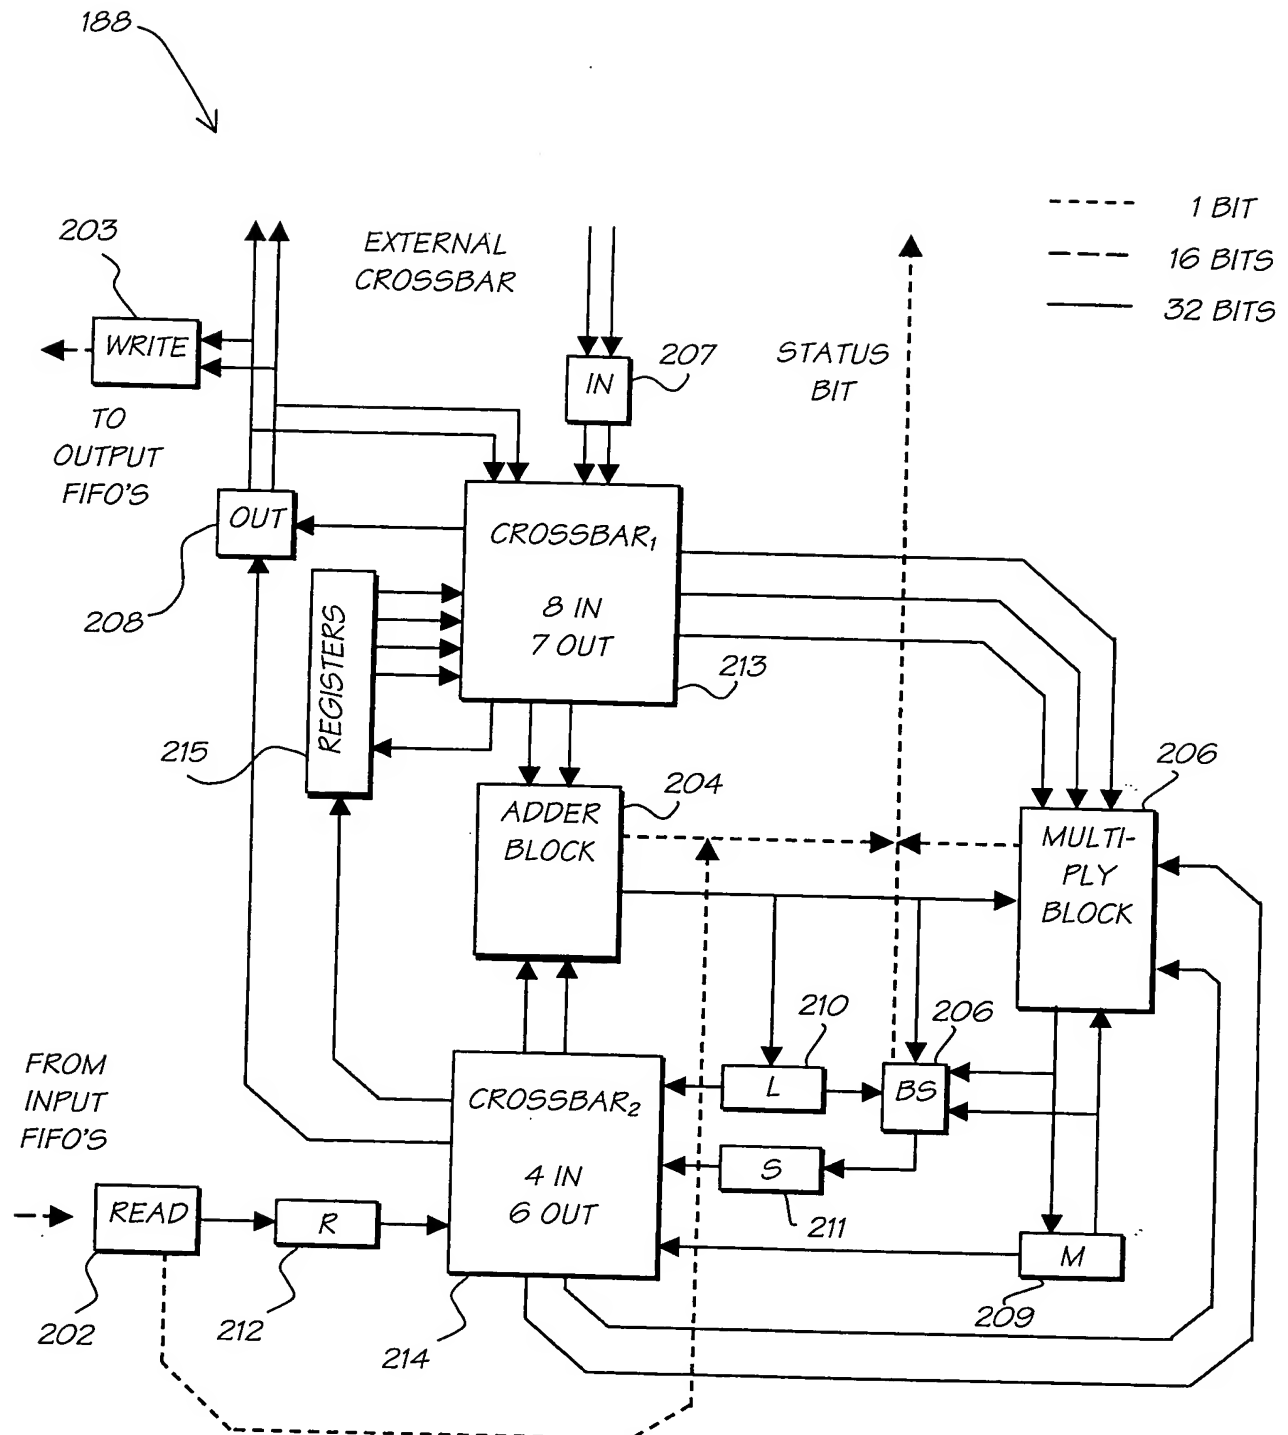 188
203
EXTERNAL
CROSSBAR
1 BIT
16 BITS
32 BITS
WRITE
IN
207
STATUS
BIT
TO
OUTPUT
FIFO'S
OUT
208
CROSSBAR₁
8 IN
7 OUT
213
REGISTERS
215
204
ADDER
BLOCK
206
MULTI-
PLY
BLOCK
210
206
L
BS
FROM
INPUT
FIFO'S
CROSSBAR₂
4 IN
6 OUT
S
211
READ
R
M
202
212
214
209